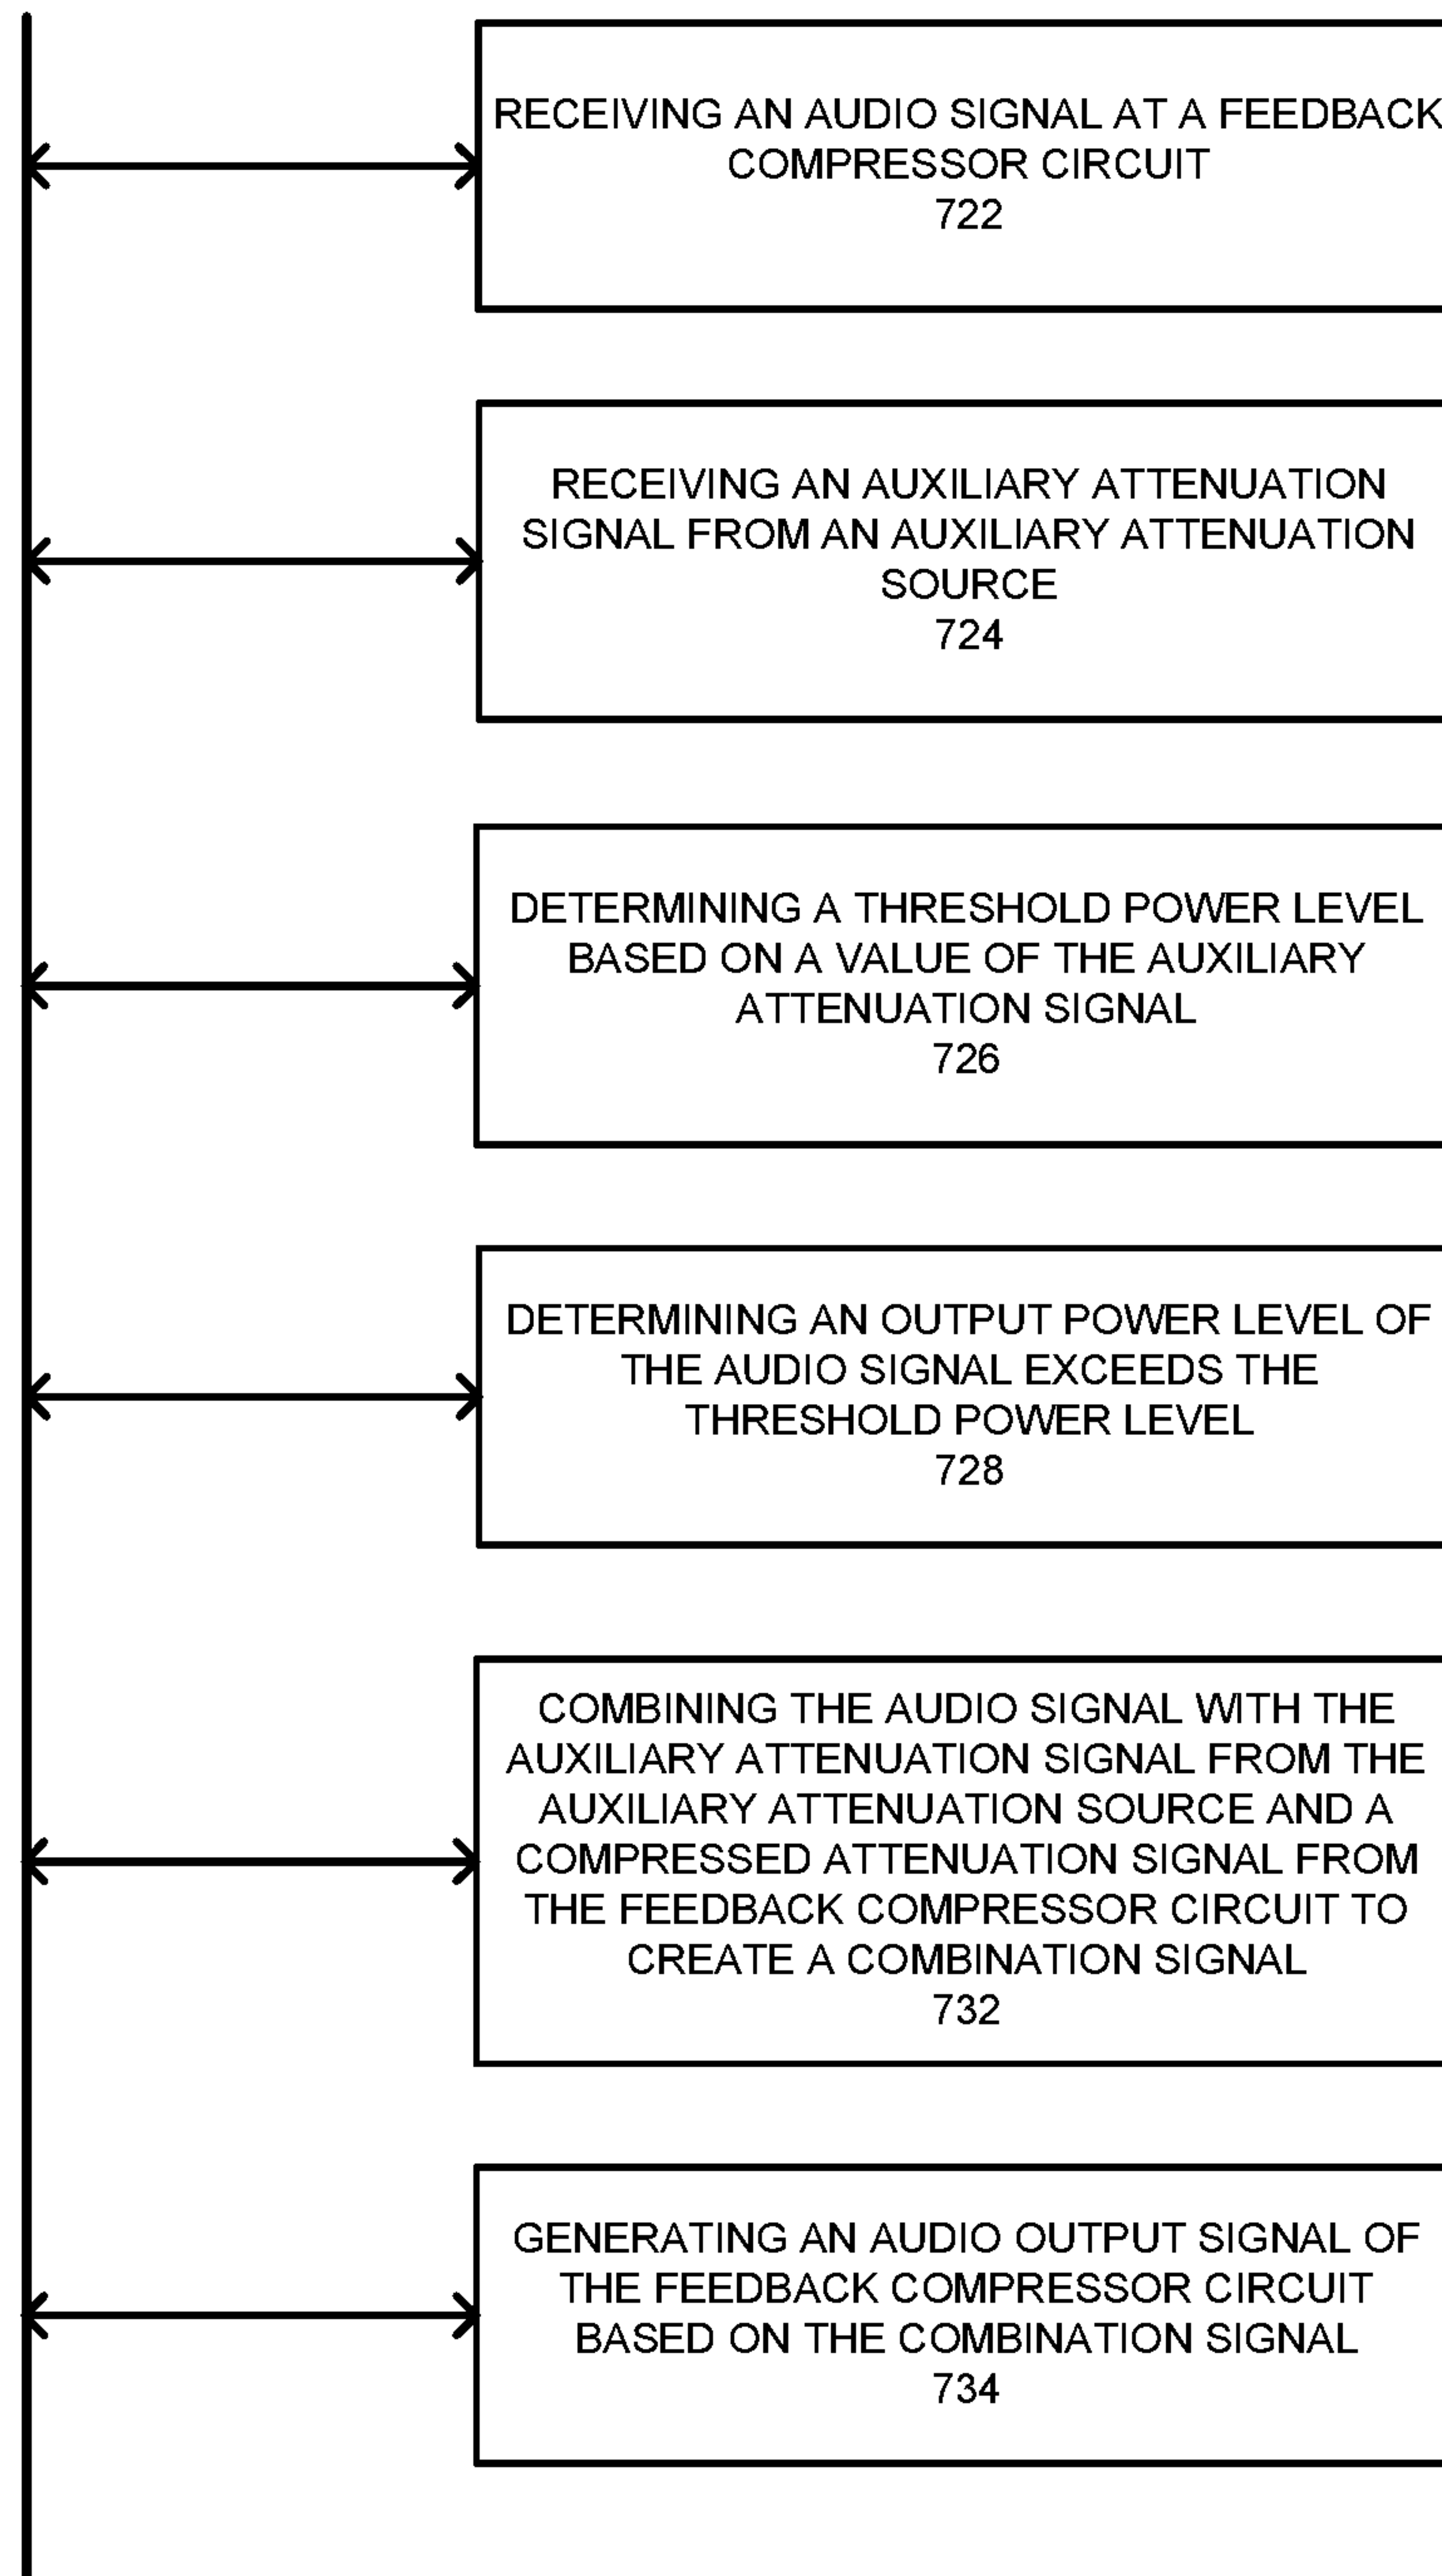 RECEIVING AN AUDIO SIGNAL AT A FEEDBACK
COMPRESSOR CIRCUIT
722
RECEIVING AN AUXILIARY ATTENUATION
SIGNAL FROM AN AUXILIARY ATTENUATION
SOURCE
724
DETERMINING A THRESHOLD POWER LEVEL
BASED ON A VALUE OF THE AUXILIARY
ATTENUATION SIGNAL
726
DETERMINING AN OUTPUT POWER LEVEL OF
THE AUDIO SIGNAL EXCEEDS THE
THRESHOLD POWER LEVEL
728
COMBINING THE AUDIO SIGNAL WITH THE
AUXILIARY ATTENUATION SIGNAL FROM THE
AUXILIARY ATTENUATION SOURCE AND A
COMPRESSED ATTENUATION SIGNAL FROM
THE FEEDBACK COMPRESSOR CIRCUIT TO
CREATE A COMBINATION SIGNAL
732
GENERATING AN AUDIO OUTPUT SIGNAL OF
THE FEEDBACK COMPRESSOR CIRCUIT
BASED ON THE COMBINATION SIGNAL
734